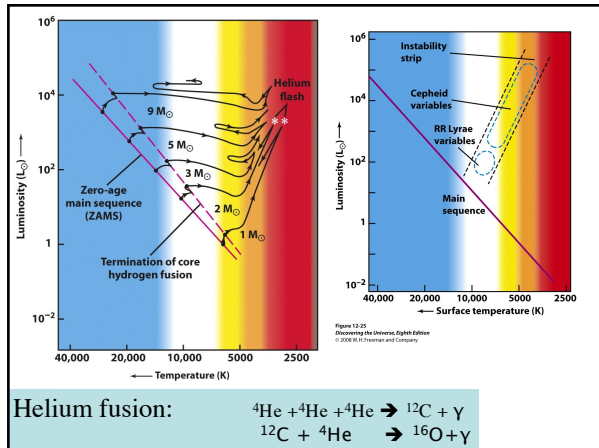 10⁶
10⁴
10²
1
10⁻²
Luminosity (L⊙) →
Helium
flash
* *
9 M⊙
5 M⊙
3 M⊙
2 M⊙
1 M⊙
Zero-age
main sequence
(ZAMS)
Termination of core
hydrogen fusion
40,000 20,000 10,000 5000 2500
← Temperature (K)
10⁶
10⁴
10²
1
10⁻²
Luminosity (L⊙) →
Instability
strip
Cepheid
variables
RR Lyrae
variables
Main
sequence
40,000 20,000 10,000 5000 2500
← Surface temperature (K)
Figure 12-25
Discovering the Universe, Eighth Edition
© 2008 W. H. Freeman and Company
Helium fusion: ⁴He +⁴He +⁴He ➔ ¹²C + γ
¹²C + ⁴He ➔ ¹⁶O+γ